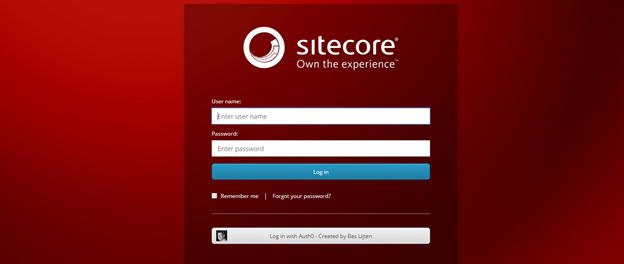 sitecore®
Own the experience™
User name:
Enter user name
Password:
Enter password
Log in
Remember me | Forgot your password?
Log in with Auth0 - Created by Bas Lijten